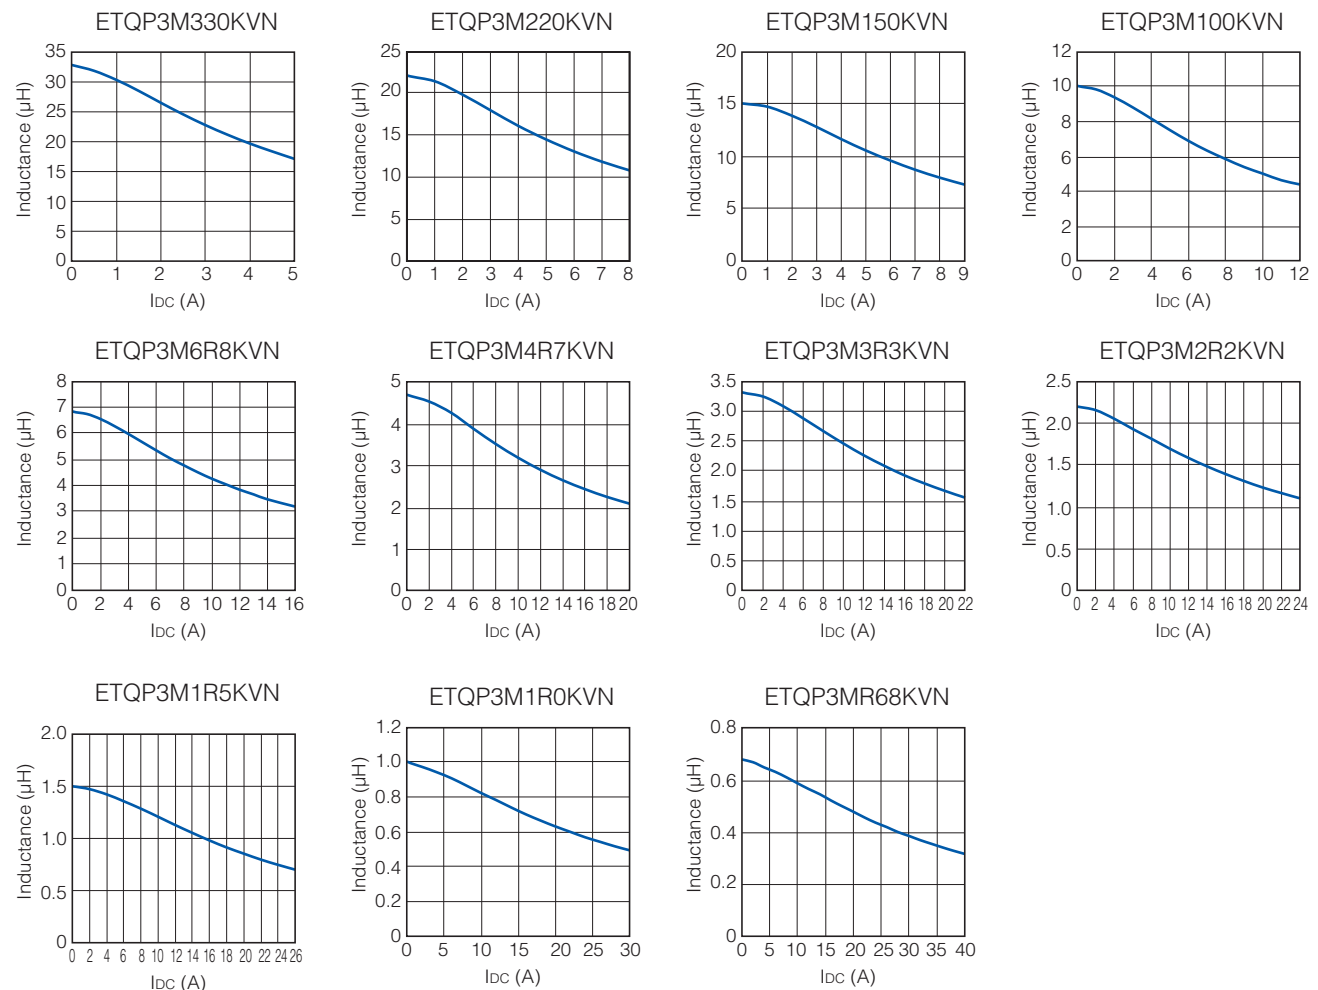 ETQP3M330KVN
Inductance (µH)
35
30
25
20
15
10
5
0
0 1 2 3 4 5
IDC (A)
ETQP3M220KVN
Inductance (µH)
25
20
15
10
5
0
0 1 2 3 4 5 6 7 8
IDC (A)
ETQP3M150KVN
Inductance (µH)
20
15
10
5
0
0 1 2 3 4 5 6 7 8 9
IDC (A)
ETQP3M100KVN
Inductance (µH)
12
10
8
6
4
2
0
0 2 4 6 8 10 12
IDC (A)
ETQP3M6R8KVN
Inductance (µH)
8
7
6
5
4
3
2
1
0
0 2 4 6 8 10 12 14 16
IDC (A)
ETQP3M4R7KVN
Inductance (µH)
5
4
3
2
1
0
0 2 4 6 8 10 12 14 16 18 20
IDC (A)
ETQP3M3R3KVN
Inductance (µH)
3.5
3.0
2.5
2.0
1.5
1.0
0.5
0
0 2 4 6 8 10 12 14 16 18 20 22
IDC (A)
ETQP3M2R2KVN
Inductance (µH)
2.5
2.0
1.5
1.0
0.5
0
0 2 4 6 8 10 12 14 16 18 20 22 24
IDC (A)
ETQP3M1R5KVN
Inductance (µH)
2.0
1.5
1.0
0.5
0
0 2 4 6 8 10 12 14 16 18 20 22 24 26
IDC (A)
ETQP3M1R0KVN
Inductance (µH)
1.2
1.0
0.8
0.6
0.4
0.2
0
0 5 10 15 20 25 30
IDC (A)
ETQP3MR68KVN
Inductance (µH)
0.8
0.6
0.4
0.2
0
0 5 10 15 20 25 30 35 40
IDC (A)